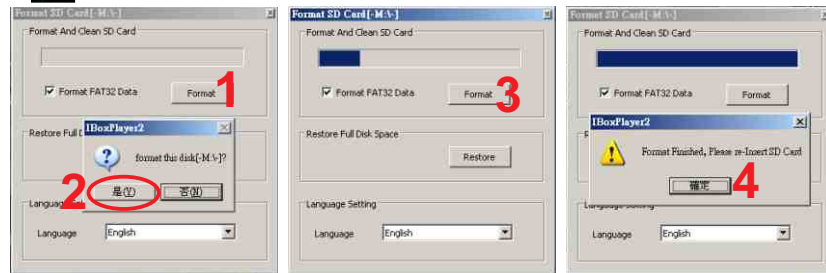 Format SD Card[-M:\-]
Format And Clean SD Card
Format FAT32 Data
Format
1
Restore Full D
IBoxPlayer2
format this disk[-M:\-]?
2
是(Y)
否(N)
Language
English
Format SD Card[-M:\-]
Format And Clean SD Card
Format FAT32 Data
Format
3
Restore Full Disk Space
Restore
Language Setting
Language
English
Format SD Card[-M:\-]
Format And Clean SD Card
Format FAT32 Data
Format
IBoxPlayer2
Format Finished, Please re-Insert SD Card
確定
4
Language
English